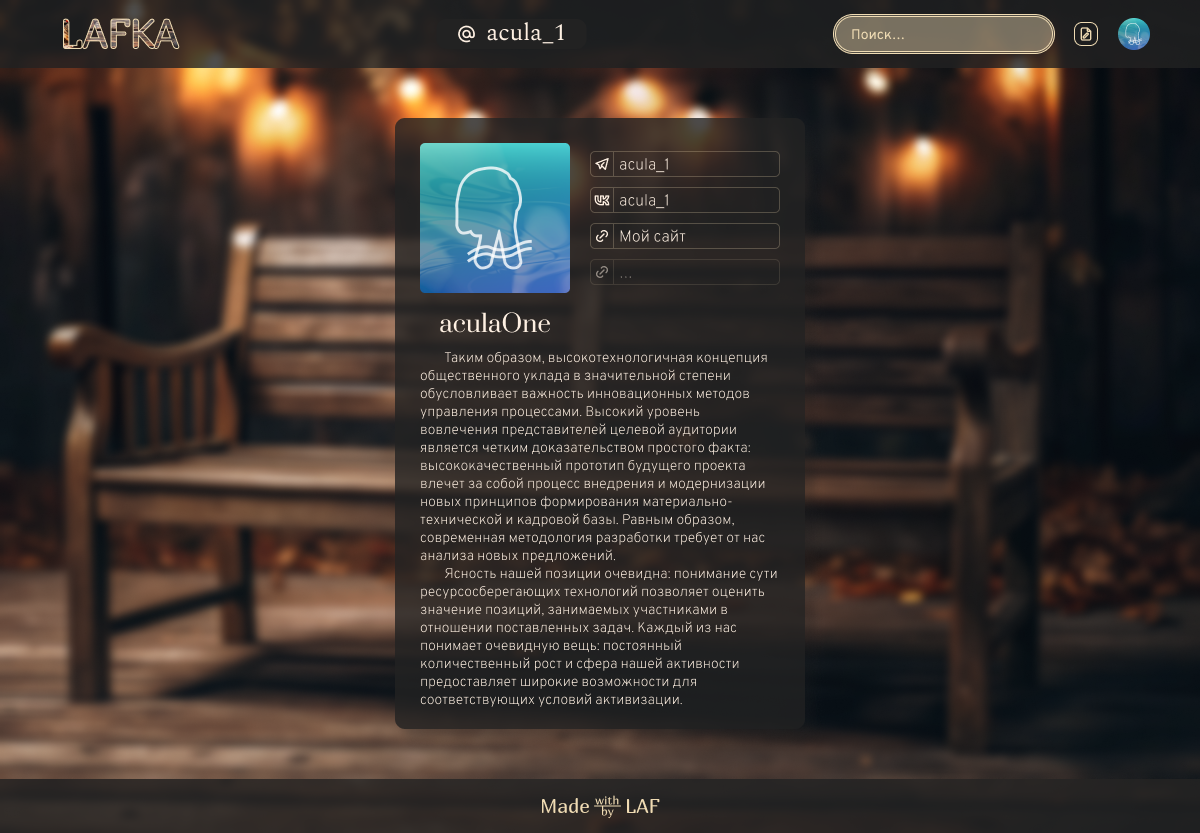 LAFKA
@ acula_1
Поиск...
acula_1
acula_1
Мой сайт
...
aculaOne
Таким образом, высокотехнологичная концепция
общественного уклада в значительной степени
обусловливает важность инновационных методов
управления процессами. Высокий уровень
вовлечения представителей целевой аудитории
является четким доказательством простого факта:
высококачественный прототип будущего проекта
влечет за собой процесс внедрения и модернизации
новых принципов формирования материально-
технической и кадровой базы. Равным образом,
современная методология разработки требует от нас
анализа новых предложений.
Ясность нашей позиции очевидна: понимание сути
ресурсосберегающих технологий позволяет оценить
значение позиций, занимаемых участниками в
отношении поставленных задач. Каждый из нас
понимает очевидную вещь: постоянный
количественный рост и сфера нашей активности
предоставляет широкие возможности для
соответствующих условий активизации.
Made with by LAF